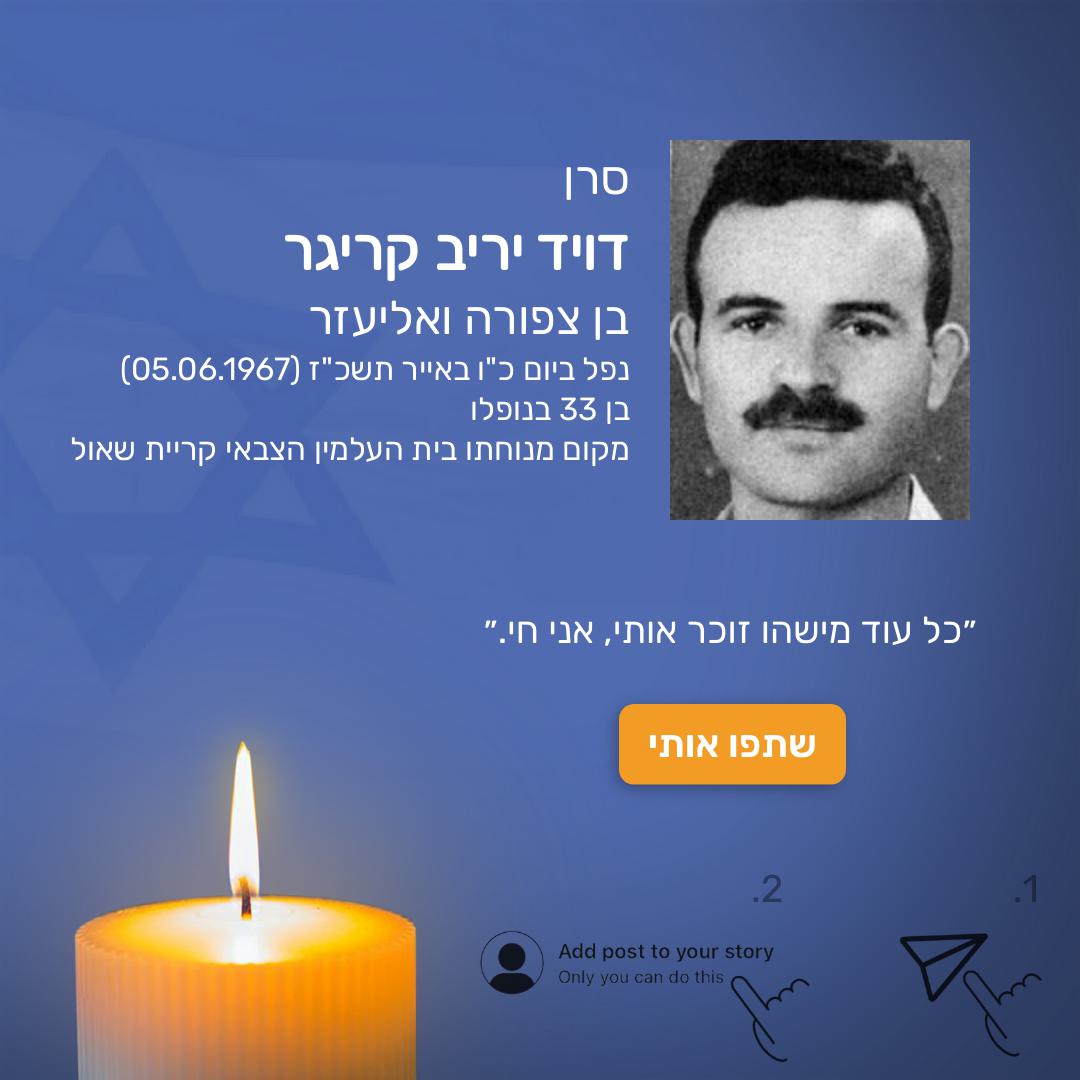 סרן
דויד יריב קריגר
בן צפורה ואליעזר
נפל ביום כ"ו באייר תשכ"ז (05.06.1967)
בן 33 בנופלו
מקום מנוחתו בית העלמין הצבאי קריית שאול
״כל עוד מישהו זוכר אותי, אני חי.״
שתפו אותי
.1
.2
Add post to your story
Only you can do this